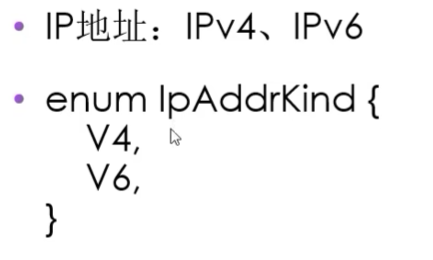 • IP地址：IPv4、IPv6
• enum IpAddrKind {
V4,
V6,
}